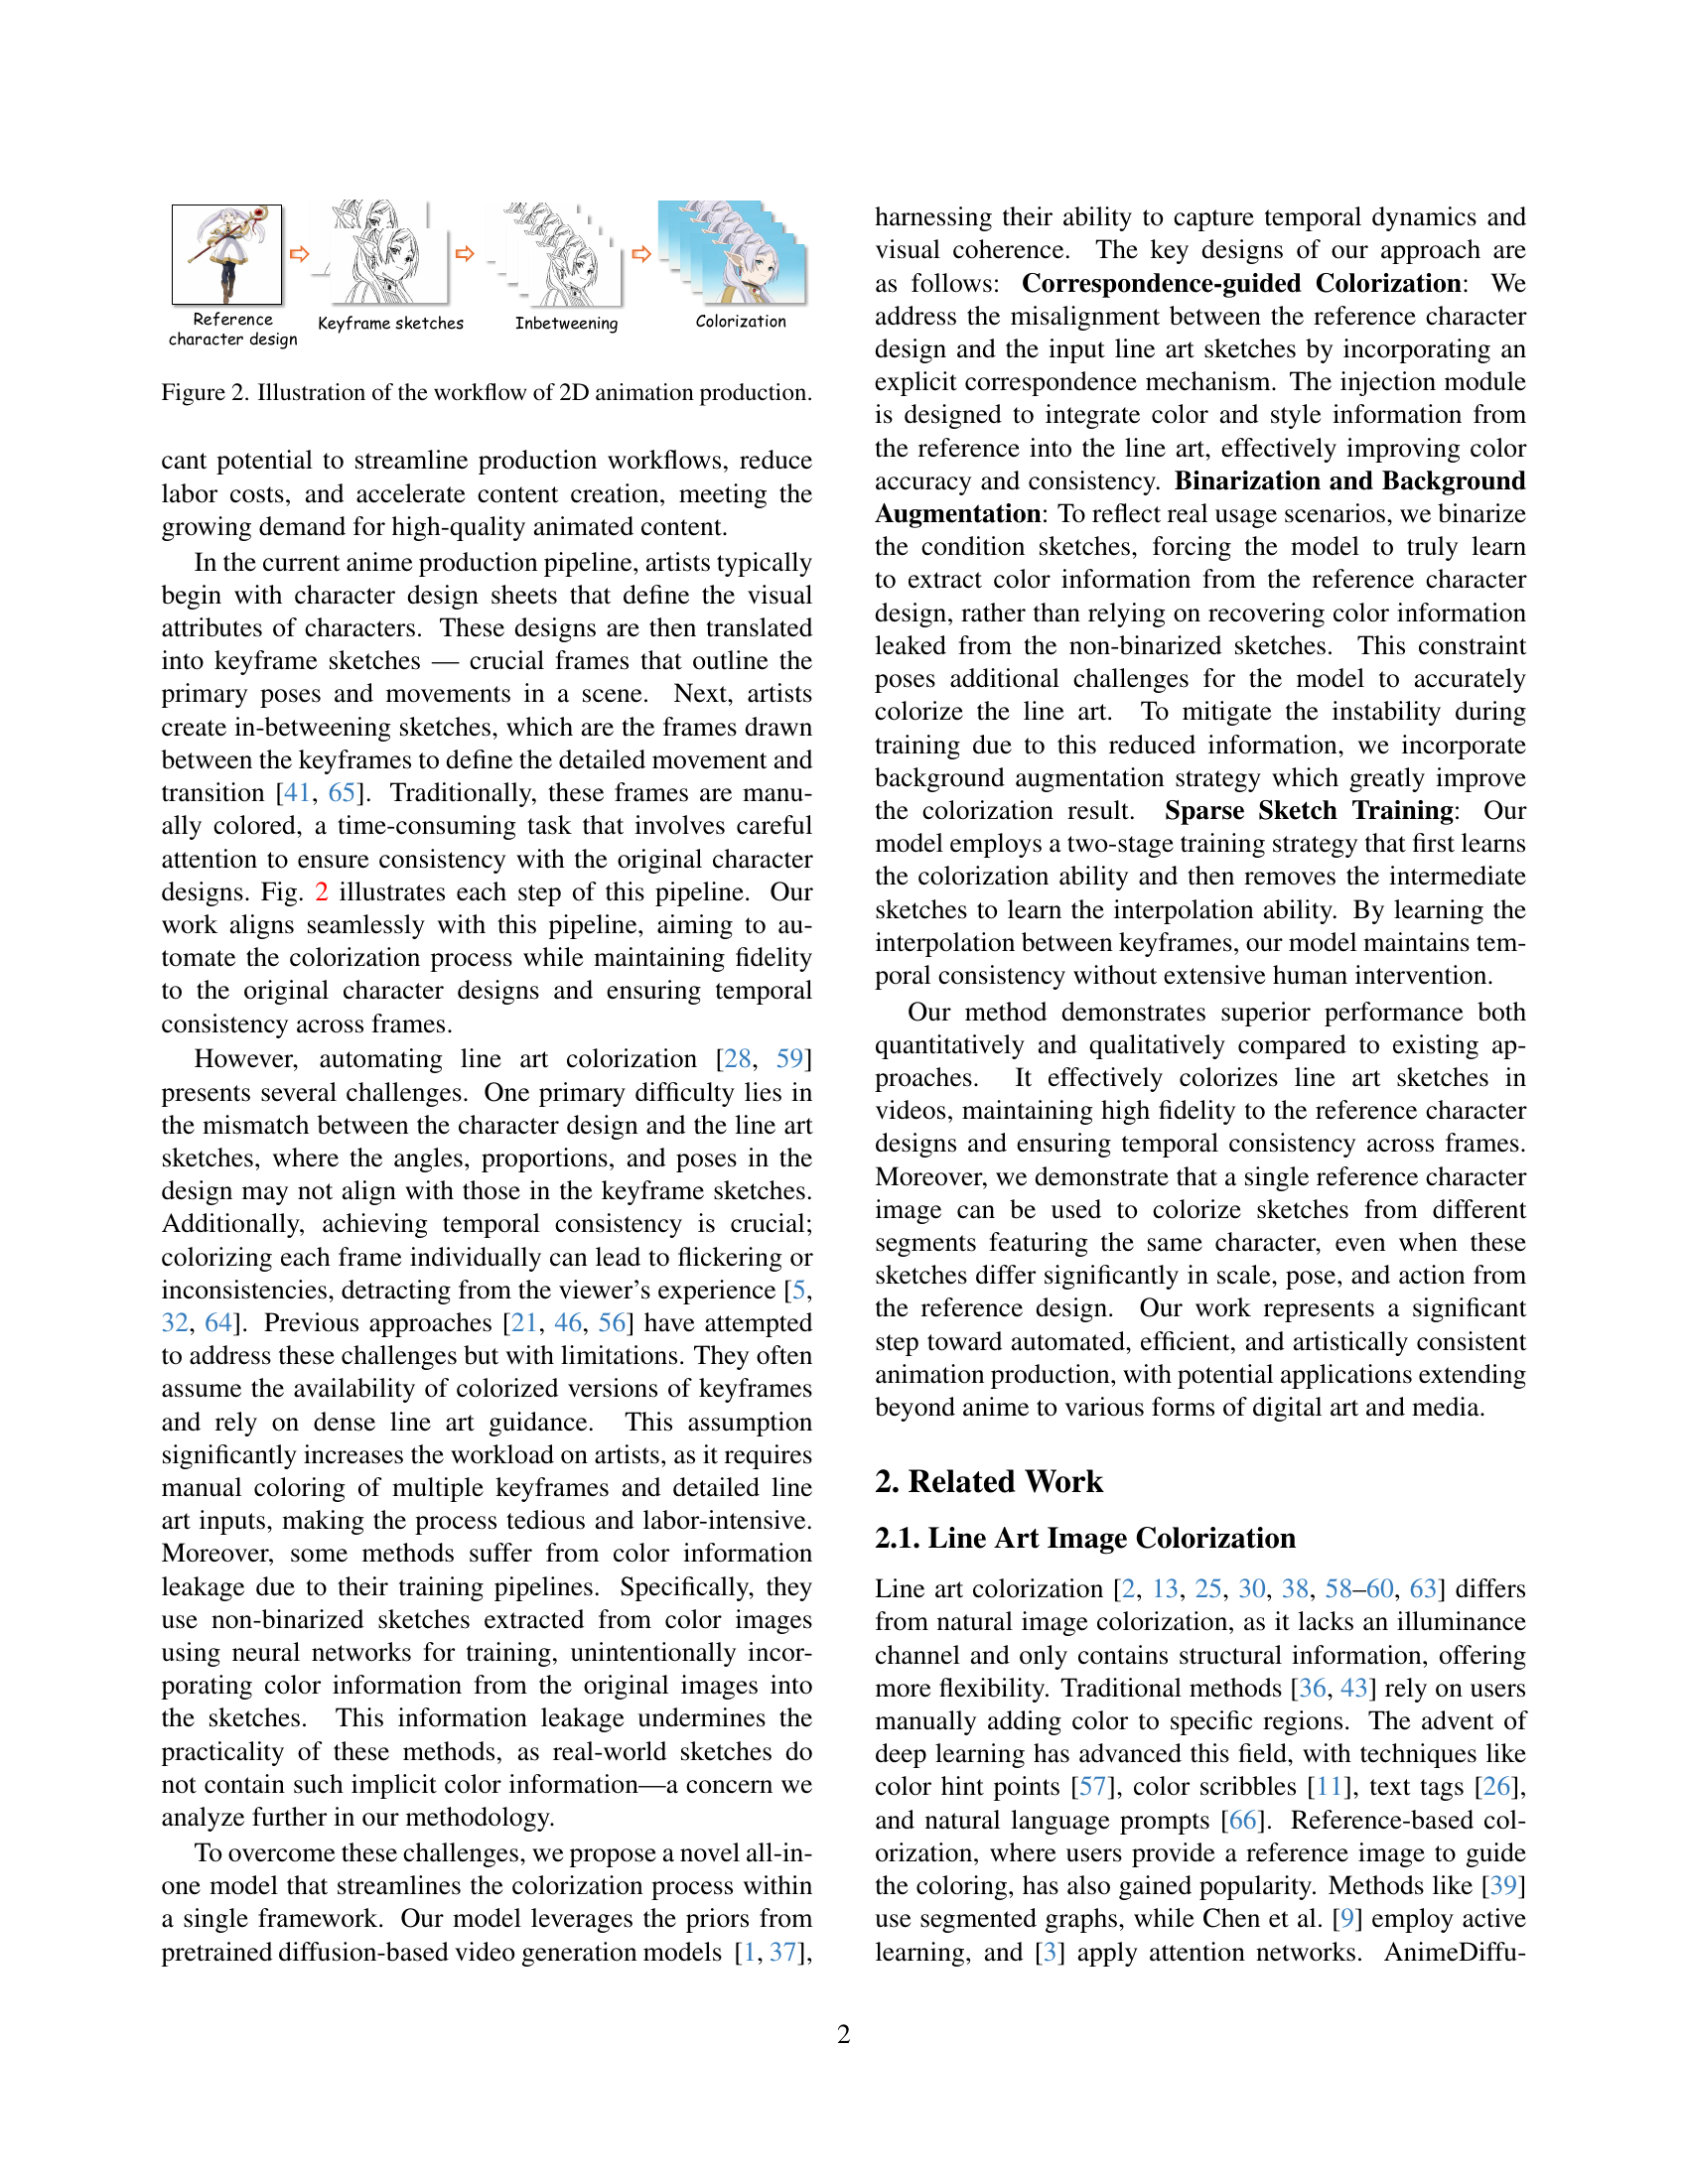 Reference
character design
Keyframe sketches
Inbetweening
Colorization
Figure 2. Illustration of the workflow of 2D animation production.
cant potential to streamline production workflows, reduce
labor costs, and accelerate content creation, meeting the
growing demand for high-quality animated content.
In the current anime production pipeline, artists typically
begin with character design sheets that define the visual
attributes of characters. These designs are then translated
into keyframe sketches — crucial frames that outline the
primary poses and movements in a scene. Next, artists
create in-betweening sketches, which are the frames drawn
between the keyframes to define the detailed movement and
transition [41, 65]. Traditionally, these frames are manu-
ally colored, a time-consuming task that involves careful
attention to ensure consistency with the original character
designs. Fig. 2 illustrates each step of this pipeline. Our
work aligns seamlessly with this pipeline, aiming to au-
tomate the colorization process while maintaining fidelity
to the original character designs and ensuring temporal
consistency across frames.
However, automating line art colorization [28, 59]
presents several challenges. One primary difficulty lies in
the mismatch between the character design and the line art
sketches, where the angles, proportions, and poses in the
design may not align with those in the keyframe sketches.
Additionally, achieving temporal consistency is crucial;
colorizing each frame individually can lead to flickering or
inconsistencies, detracting from the viewer's experience [5,
32, 64]. Previous approaches [21, 46, 56] have attempted
to address these challenges but with limitations. They often
assume the availability of colorized versions of keyframes
and rely on dense line art guidance. This assumption
significantly increases the workload on artists, as it requires
manual coloring of multiple keyframes and detailed line
art inputs, making the process tedious and labor-intensive.
Moreover, some methods suffer from color information
leakage due to their training pipelines. Specifically, they
use non-binarized sketches extracted from color images
using neural networks for training, unintentionally incor-
porating color information from the original images into
the sketches. This information leakage undermines the
practicality of these methods, as real-world sketches do
not contain such implicit color information—a concern we
analyze further in our methodology.
To overcome these challenges, we propose a novel all-in-
one model that streamlines the colorization process within
a single framework. Our model leverages the priors from
pretrained diffusion-based video generation models [1, 37],
harnessing their ability to capture temporal dynamics and
visual coherence. The key designs of our approach are
as follows: Correspondence-guided Colorization: We
address the misalignment between the reference character
design and the input line art sketches by incorporating an
explicit correspondence mechanism. The injection module
is designed to integrate color and style information from
the reference into the line art, effectively improving color
accuracy and consistency. Binarization and Background
Augmentation: To reflect real usage scenarios, we binarize
the condition sketches, forcing the model to truly learn
to extract color information from the reference character
design, rather than relying on recovering color information
leaked from the non-binarized sketches. This constraint
poses additional challenges for the model to accurately
colorize the line art. To mitigate the instability during
training due to this reduced information, we incorporate
background augmentation strategy which greatly improve
the colorization result. Sparse Sketch Training: Our
model employs a two-stage training strategy that first learns
the colorization ability and then removes the intermediate
sketches to learn the interpolation ability. By learning the
interpolation between keyframes, our model maintains tem-
poral consistency without extensive human intervention.
Our method demonstrates superior performance both
quantitatively and qualitatively compared to existing ap-
proaches. It effectively colorizes line art sketches in
videos, maintaining high fidelity to the reference character
designs and ensuring temporal consistency across frames.
Moreover, we demonstrate that a single reference character
image can be used to colorize sketches from different
segments featuring the same character, even when these
sketches differ significantly in scale, pose, and action from
the reference design. Our work represents a significant
step toward automated, efficient, and artistically consistent
animation production, with potential applications extending
beyond anime to various forms of digital art and media.
2. Related Work
2.1. Line Art Image Colorization
Line art colorization [2, 13, 25, 30, 38, 58–60, 63] differs
from natural image colorization, as it lacks an illuminance
channel and only contains structural information, offering
more flexibility. Traditional methods [36, 43] rely on users
manually adding color to specific regions. The advent of
deep learning has advanced this field, with techniques like
color hint points [57], color scribbles [11], text tags [26],
and natural language prompts [66]. Reference-based col-
orization, where users provide a reference image to guide
the coloring, has also gained popularity. Methods like [39]
use segmented graphs, while Chen et al. [9] employ active
learning, and [3] apply attention networks. AnimeDiffu-
2